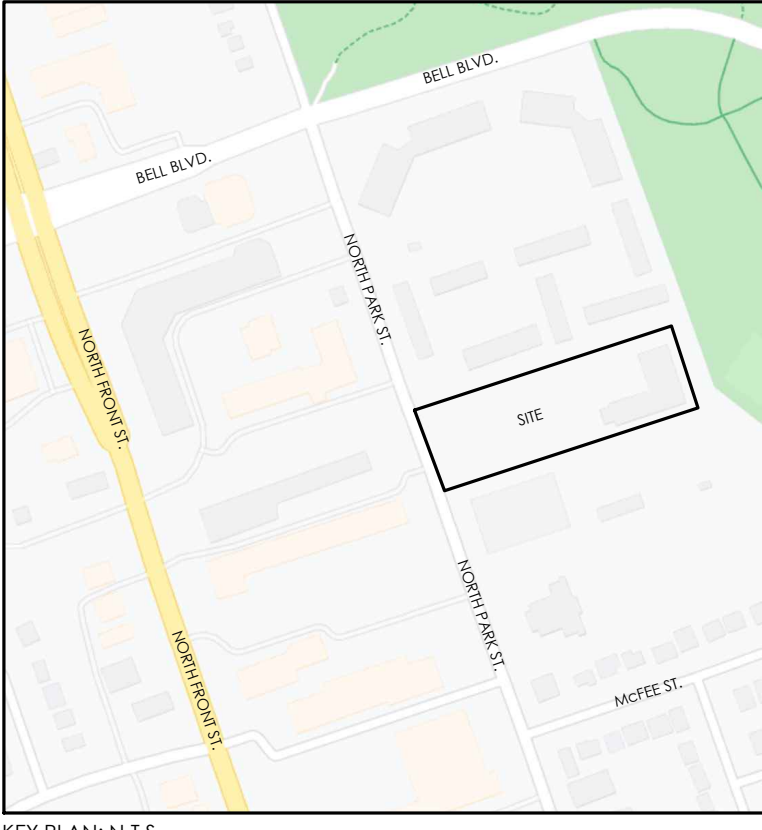 BELL BLVD.
BELL BLVD.
NORTH PARK ST.
NORTH FRONT ST.
SITE
NORTH PARK ST.
NORTH FRONT ST.
McFEE ST.
KEY PLAN: N.T.S.